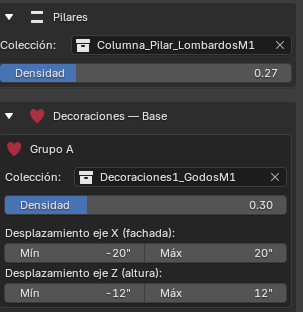 Pilares
Colección: Columna_Pilar_LombardosM1
Densidad 0.27
Decoraciones — Base
Grupo A
Colección: Decoraciones1_GodosM1
Densidad 0.30
Desplazamiento eje X (fachada):
Mín -20" Máx 20"
Desplazamiento eje Z (altura):
Mín -12" Máx 12"